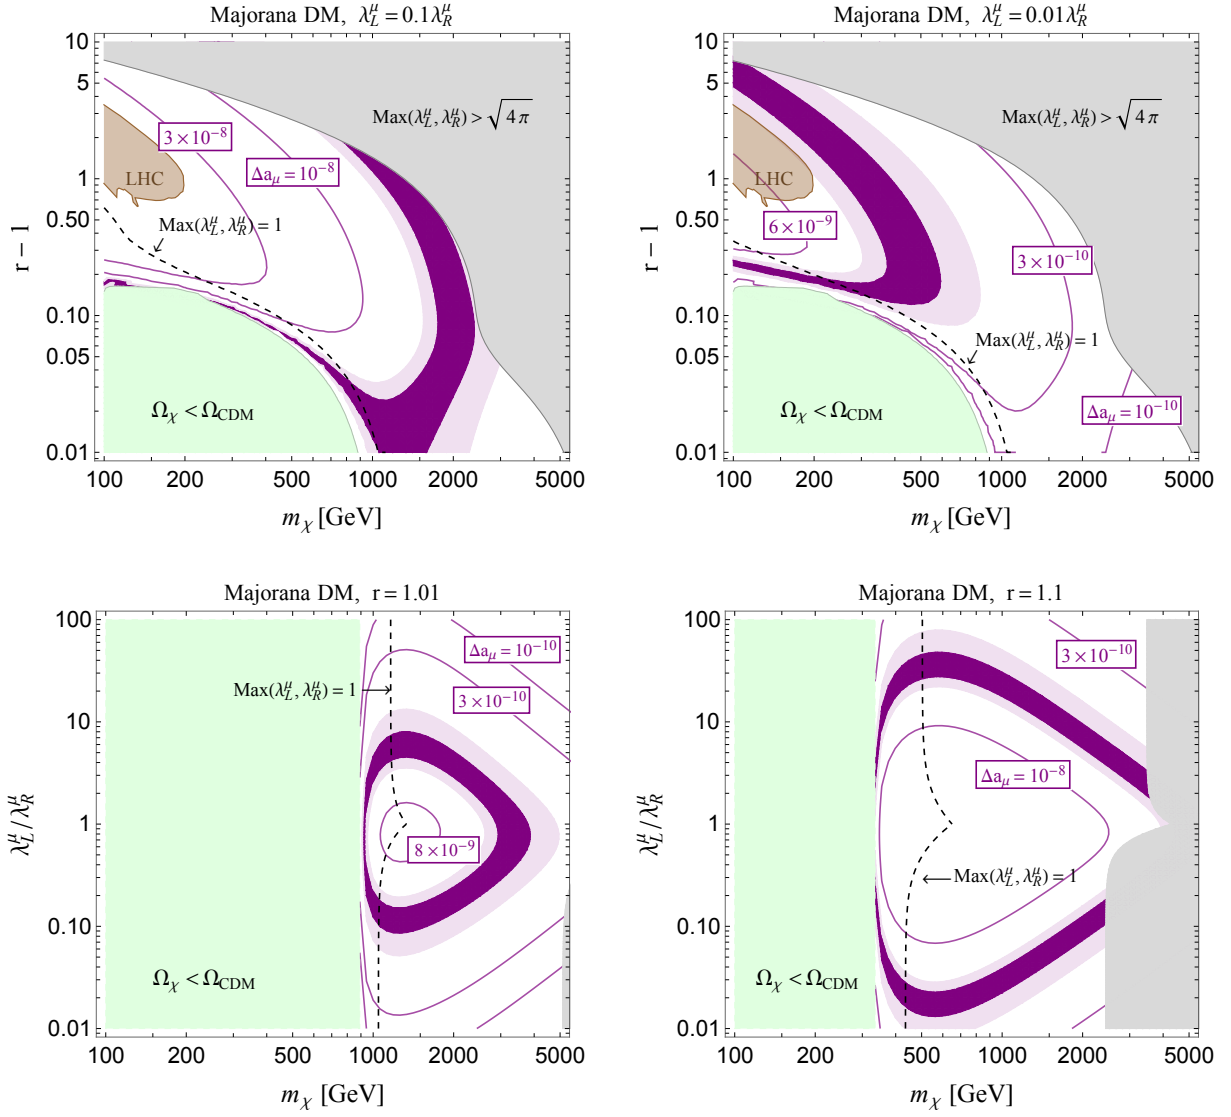 Majorana DM, λ_L^μ = 0.1λ_R^μ
10
5
1
0.50
0.10
0.05
0.01
r − 1
3×10⁻⁸
Δa_μ = 10⁻⁸
LHC
Max(λ_L^μ, λ_R^μ) = 1
Max(λ_L^μ, λ_R^μ) > √4π
Ω_χ < Ω_CDM
100 200 500 1000 2000 5000
m_χ [GeV]
Majorana DM, λ_L^μ = 0.01λ_R^μ
10
5
1
0.50
0.10
0.05
0.01
r − 1
Max(λ_L^μ, λ_R^μ) > √4π
LHC
6×10⁻⁹
3×10⁻¹⁰
Max(λ_L^μ, λ_R^μ) = 1
Δa_μ = 10⁻¹⁰
Ω_χ < Ω_CDM
100 200 500 1000 2000 5000
m_χ [GeV]
Majorana DM, r = 1.01
100
10
1
0.10
0.01
λ_L^μ/λ_R^μ
Δa_μ = 10⁻¹⁰
Max(λ_L^μ, λ_R^μ) = 1
3×10⁻¹⁰
8×10⁻⁹
Ω_χ < Ω_CDM
100 200 500 1000 2000 5000
m_χ [GeV]
Majorana DM, r = 1.1
100
10
1
0.10
0.01
λ_L^μ/λ_R^μ
3×10⁻¹⁰
Δa_μ = 10⁻⁸
Max(λ_L^μ, λ_R^μ) = 1
Ω_χ < Ω_CDM
100 200 500 1000 2000 5000
m_χ [GeV]